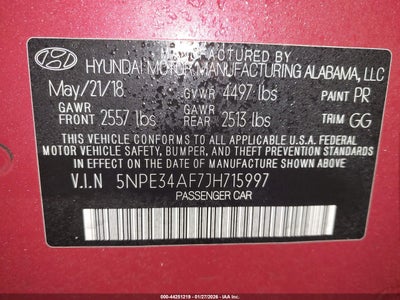 MANUFACTURED BY
HYUNDAI MOTOR MANUFACTURING ALABAMA, LLC
May/21/18 GVWR 4497 lbs PAINT PR
GAWR GAWR
FRONT 2557 lbs REAR 2513 lbs TRIM GG
THIS VEHICLE CONFORMS TO ALL APPLICABLE U.S.A. FEDERAL
MOTOR VEHICLE SAFETY, BUMPER, AND THEFT PREVENTION STANDARDS
IN EFFECT ON THE DATE OF MANUFACTURE SHOWN ABOVE.
V.I.N 5NPE34AF7JH715997
PASSENGER CAR
000-44251219 - 01/27/2026 - IAA Inc.